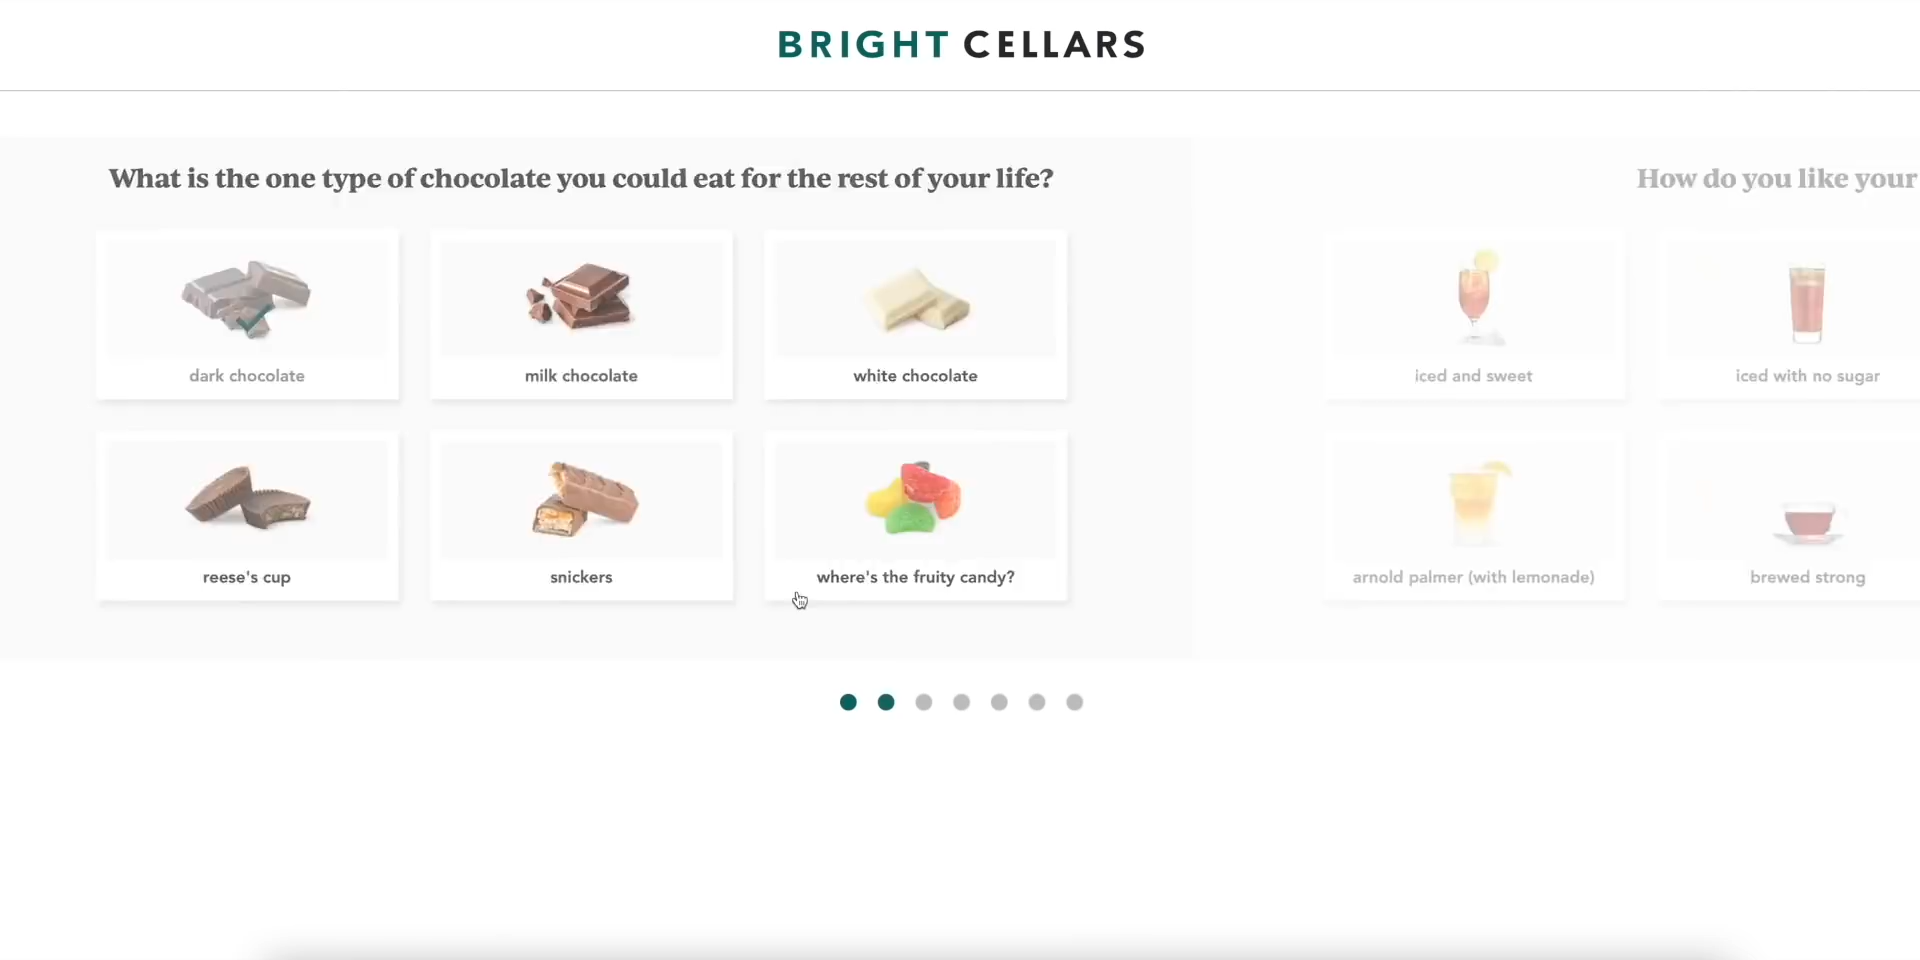 BRIGHT CELLARS
What is the one type of chocolate you could eat for the rest of your life?
dark chocolate
milk chocolate
white chocolate
reese's cup
snickers
where's the fruity candy?
How do you like your
iced and sweet
iced with no sugar
arnold palmer (with lemonade)
brewed strong